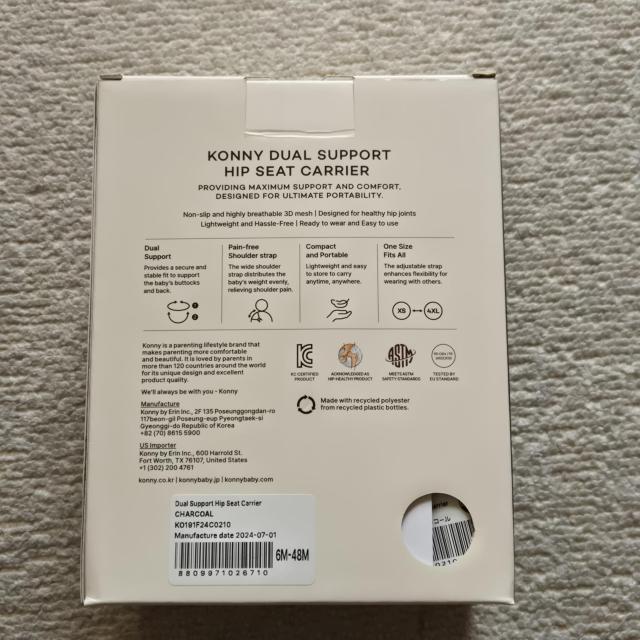 KONNY DUAL SUPPORT
HIP SEAT CARRIER
PROVIDING MAXIMUM SUPPORT AND COMFORT,
DESIGNED FOR ULTIMATE PORTABILITY.
Non-slip and highly breathable 3D mesh | Designed for healthy hip joints
Lightweight and Hassle-Free | Ready to wear and Easy to use
Dual
Support
Provides a secure and
stable fit to support
the baby's buttocks
and back.
1
2
Pain-free
Shoulder strap
The wide shoulder
strap distributes the
baby's weight evenly,
relieving shoulder pain.
Compact
and Portable
Lightweight and easy
to store to carry
anytime, anywhere.
One Size
Fits All
The adjustable strap
enhances flexibility for
wearing with others.
XS
4XL
Konny is a parenting lifestyle brand that
makes parenting more comfortable
and beautiful. It is loved by parents in
more than 120 countries around the world
for its unique design and excellent
product quality.
We'll always be with you - Konny
Manufacture
Konny by Erin Inc., 2F 135 Poseunggongdan-ro
117beon-gil Poseung-eup Pyeongtaek-si
Gyeonggi-do Republic of Korea
+82 (70) 8615 5900
US Importer
Konny by Erin Inc., 600 Harrold St.
Fort Worth, TX 76107, United States
+1 (302) 200 4761
konny.co.kr | konnybaby.jp | konnybaby.com
KC CERTIFIED
PRODUCT
ACKNOWLEDGED AS
HIP-HEALTHY PRODUCT
ASTM
MEETS ASTM
SAFETY STANDARDS
TESTED BY
EU STANDARD
Made with recycled polyester
from recycled plastic bottles.
Dual Support Hip Seat Carrier
CHARCOAL
KO191F24C0210
Manufacture date 2024-07-01
6M-48M
8809971026710
rrier
コール
0210